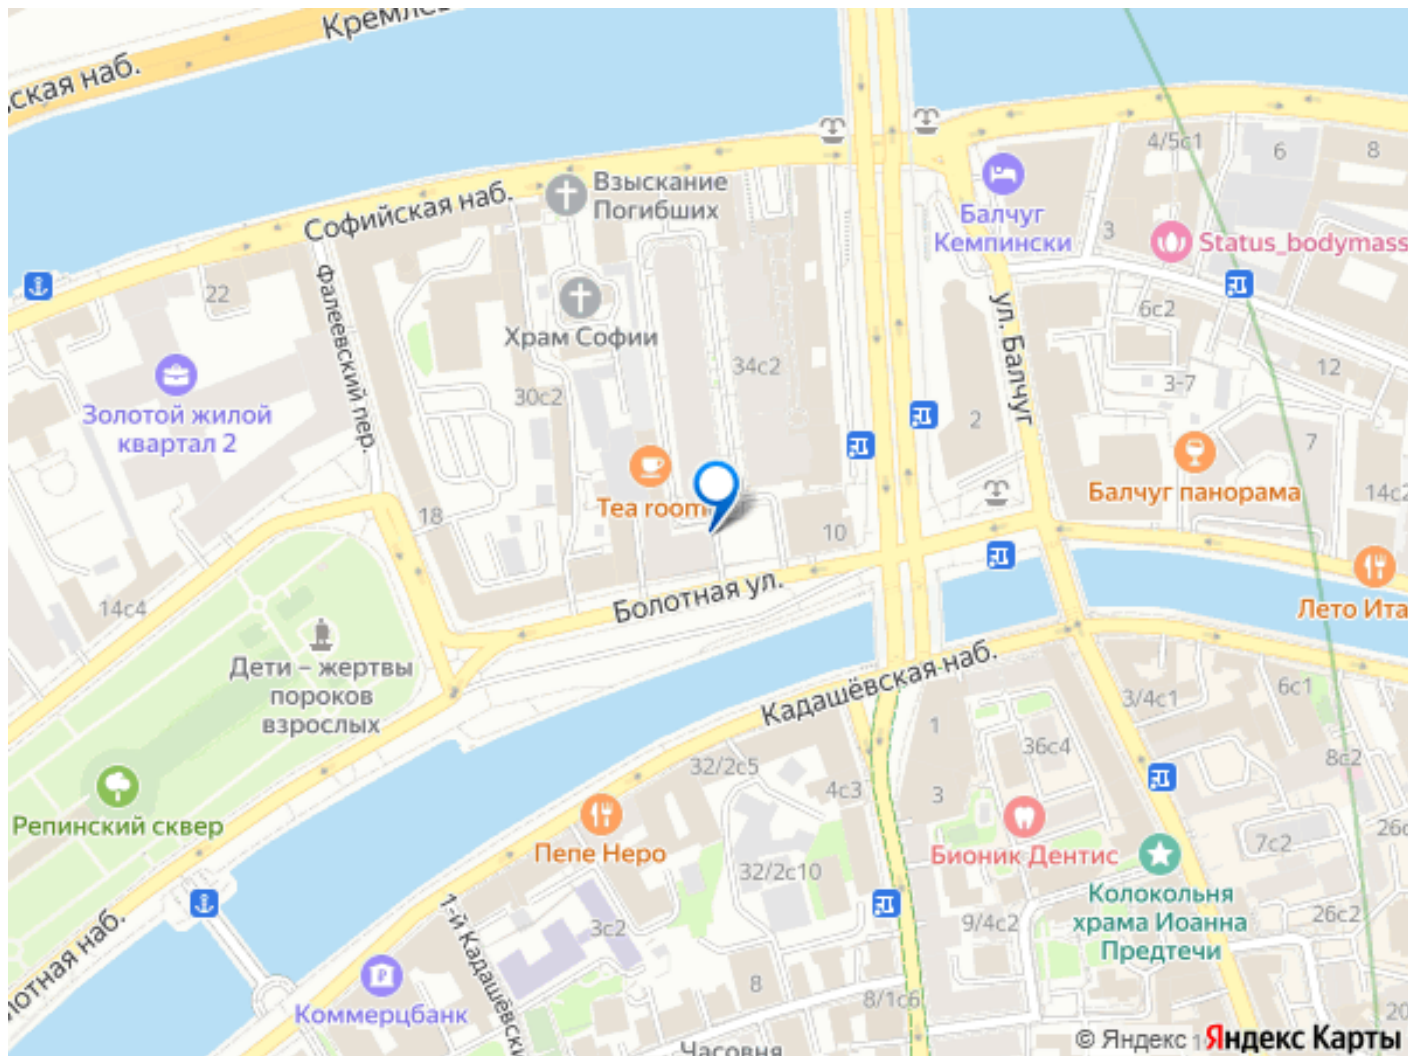 Кремлёв
ская наб.
Софийская наб.
Взыскание
Погибших
4/5с1
6
8
Балчуг
Кемпински
3
Status_bodymass
22
Фалеевский пер.
Храм Софии
ул. Балчуг
6с2
12
34с2
3-7
30с2
Золотой жилой
квартал 2
2
7
Балчуг панорама
14с2
Tea room
18
10
Болотная ул.
14с4
Лето Ита
Дети – жертвы
пороков
взрослых
Кадашёвская наб.
3/4с1
6с1
1
36с4
8с2
32/2с5
4с3
3
Репинский сквер
Пепе Неро
Бионик Дентис
7с2
26с
32/2с10
Колокольня
храма Иоанна
Предтечи
9/4с2
26с2
лотная наб.
1-й Кадашёвски
3с2
8
8/1с6
Коммерцбанк
20
Часовня
© Яндекс
Яндекс Карты